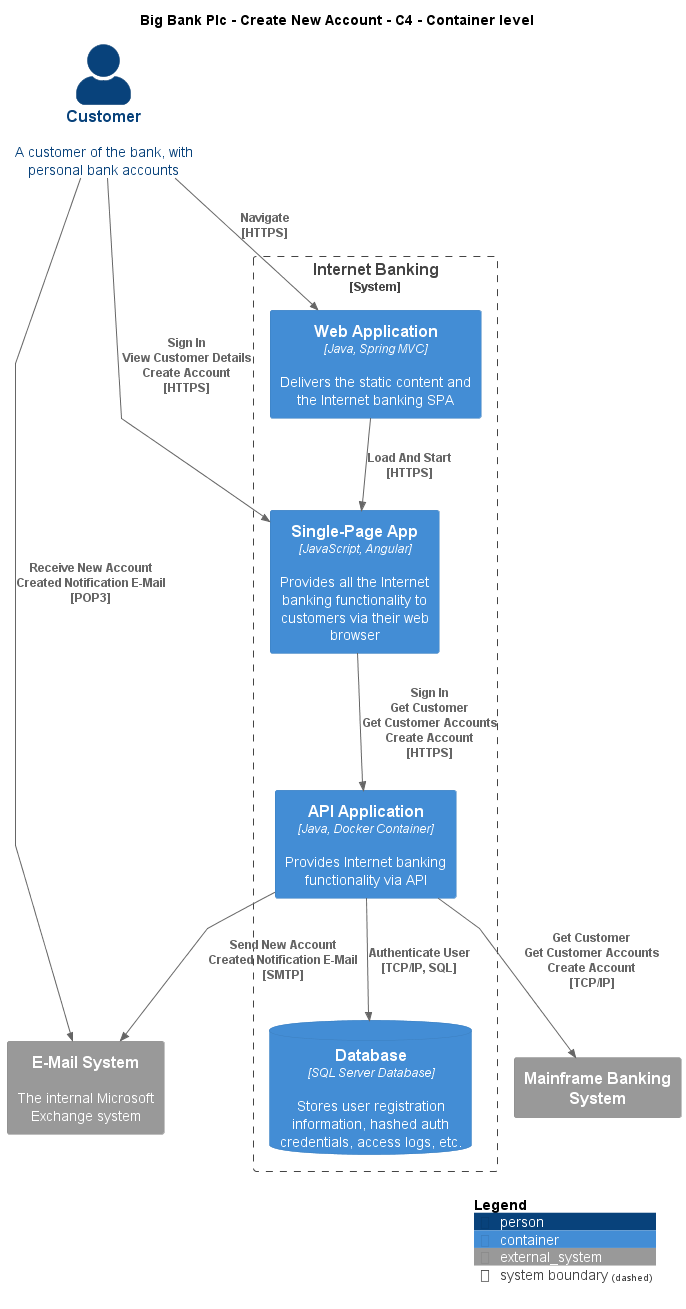 Big Bank Plc - Create New Account - C4 - Container level
Customer
A customer of the bank, with
personal bank accounts
Navigate
[HTTPS]
Internet Banking
[System]
Web Application
[Java, Spring MVC]
Delivers the static content and
the Internet banking SPA
Sign In
View Customer Details
Create Account
[HTTPS]
Load And Start
[HTTPS]
Single-Page App
[JavaScript, Angular]
Provides all the Internet
banking functionality to
customers via their web
browser
Receive New Account
Created Notification E-Mail
[POP3]
Sign In
Get Customer
Get Customer Accounts
Create Account
[HTTPS]
API Application
[Java, Docker Container]
Provides Internet banking
functionality via API
Send New Account
Created Notification E-Mail
[SMTP]
Authenticate User
[TCP/IP, SQL]
Get Customer
Get Customer Accounts
Create Account
[TCP/IP]
E-Mail System
The internal Microsoft
Exchange system
Database
[SQL Server Database]
Stores user registration
information, hashed auth
credentials, access logs, etc.
Mainframe Banking
System
Legend
person
container
external_system
system boundary (dashed)